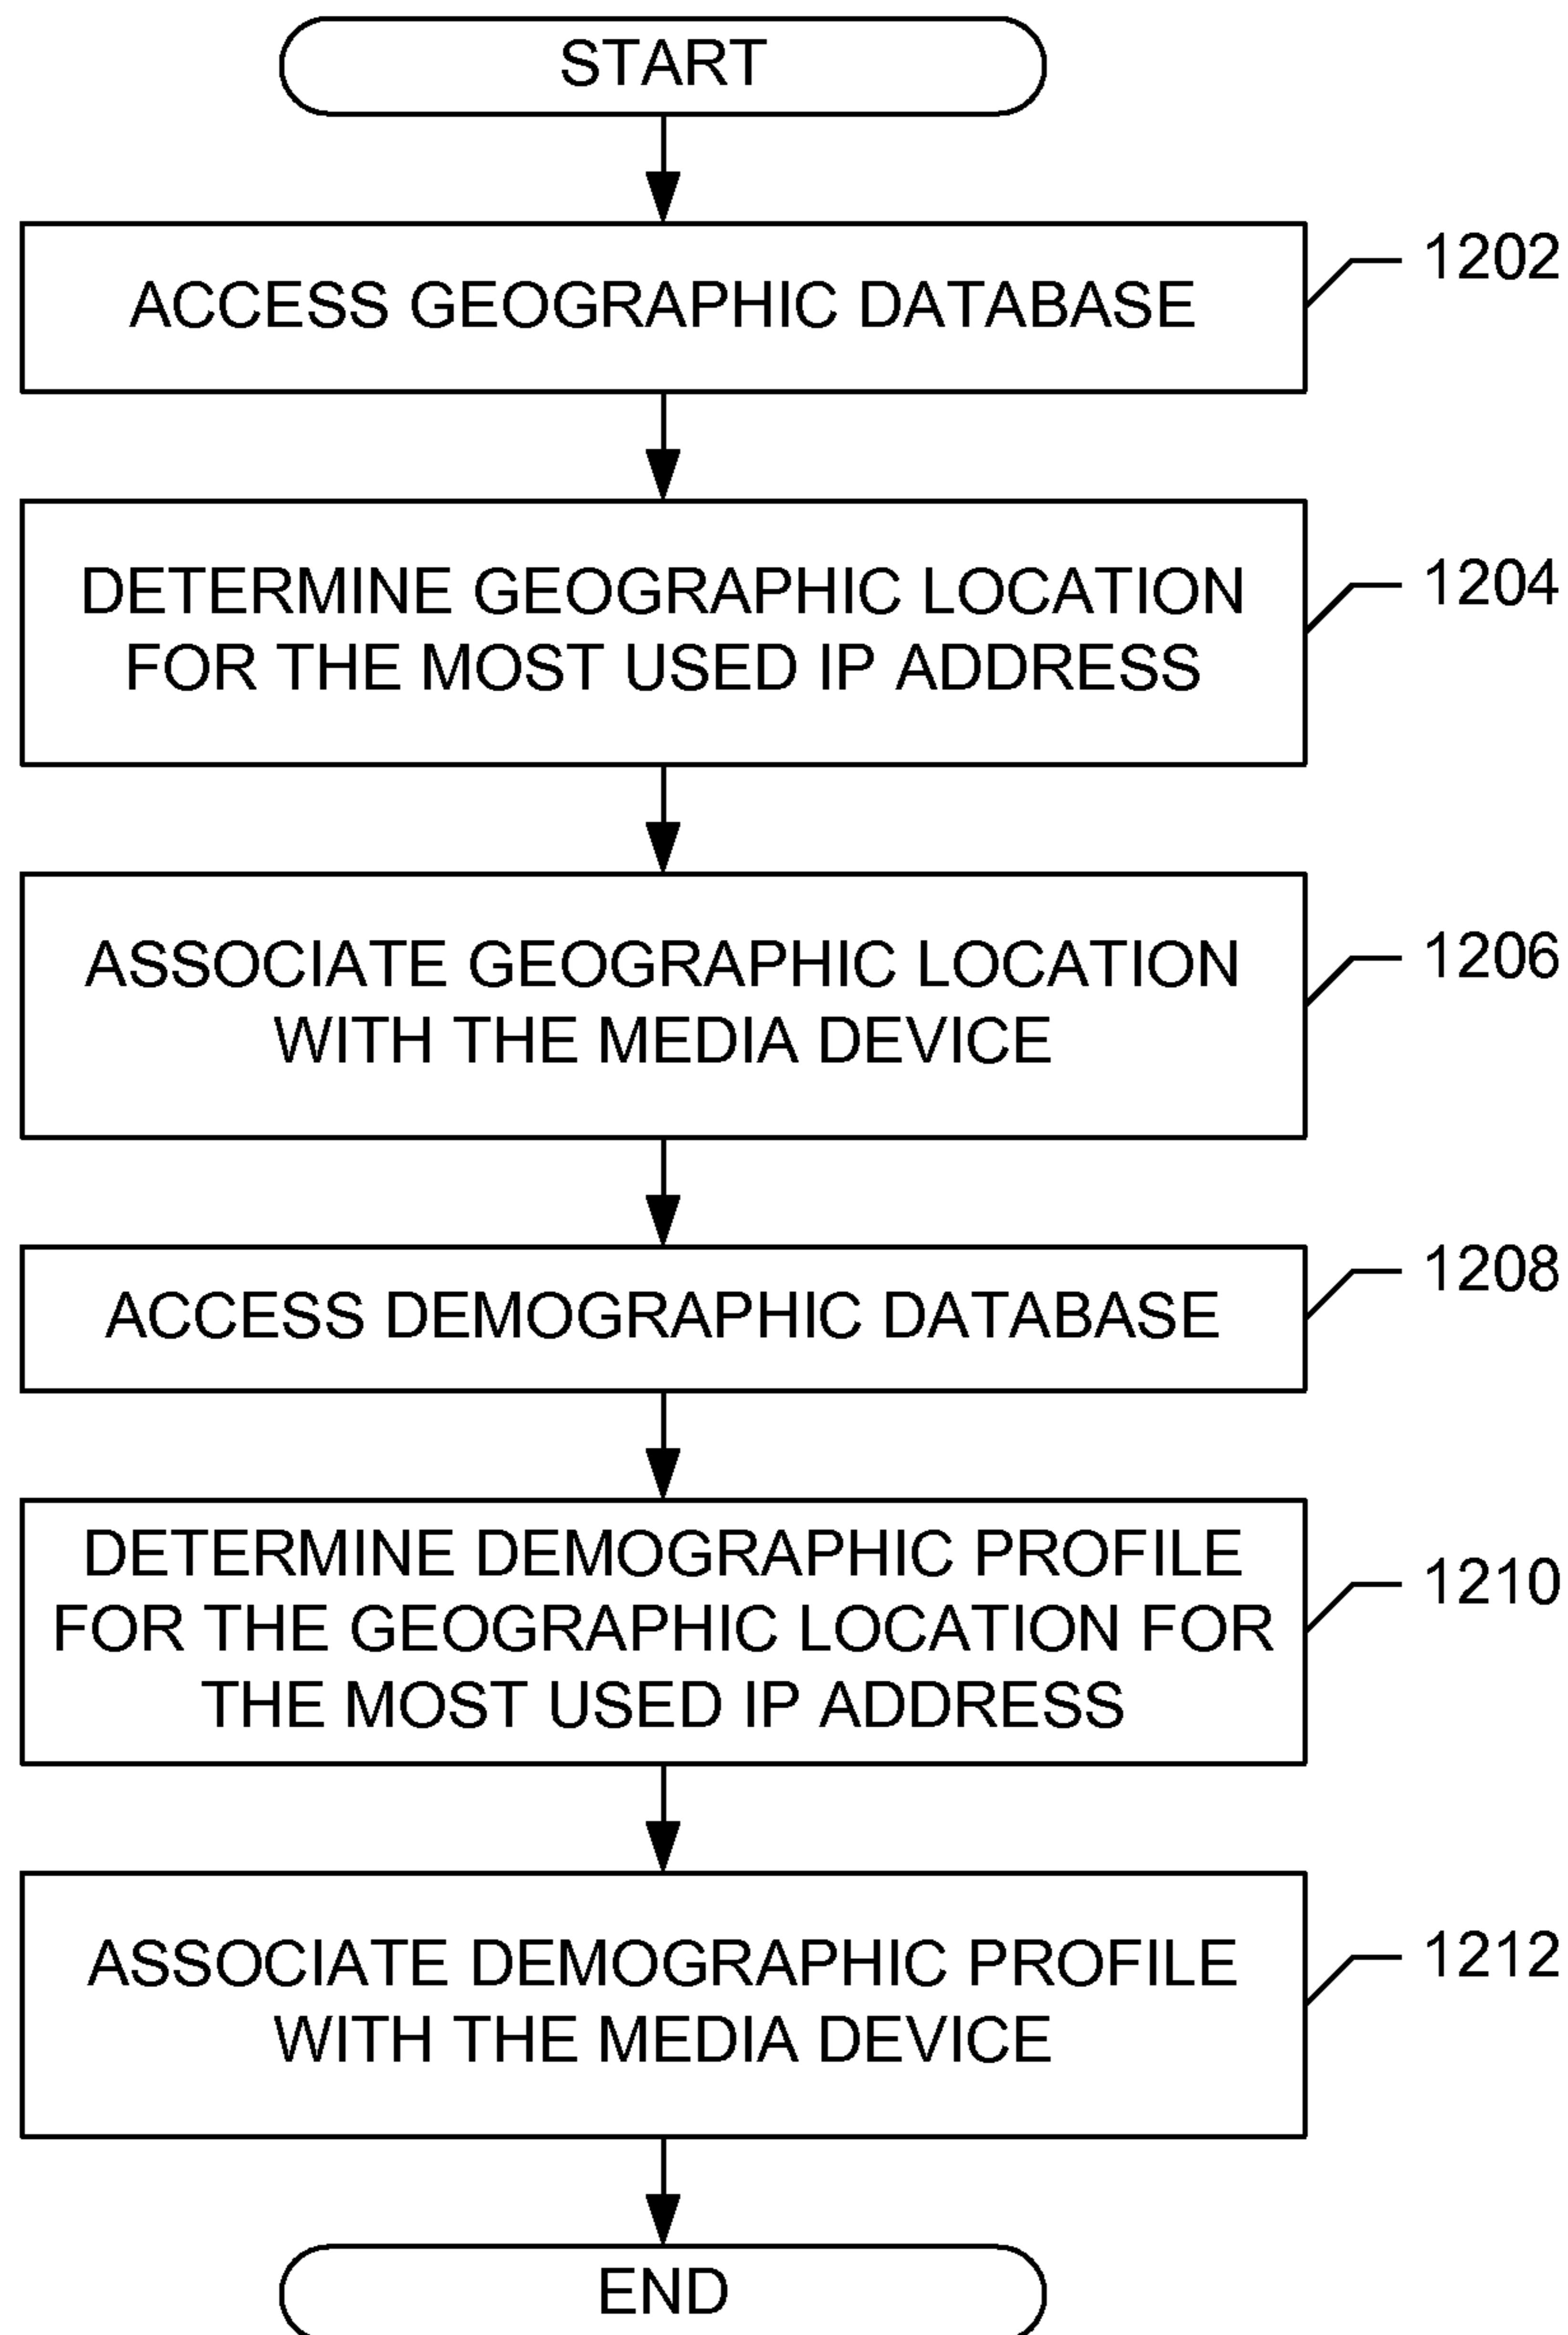 START
ACCESS GEOGRAPHIC DATABASE
1202
DETERMINE GEOGRAPHIC LOCATION
FOR THE MOST USED IP ADDRESS
1204
ASSOCIATE GEOGRAPHIC LOCATION
WITH THE MEDIA DEVICE
1206
ACCESS DEMOGRAPHIC DATABASE
1208
DETERMINE DEMOGRAPHIC PROFILE
FOR THE GEOGRAPHIC LOCATION FOR
THE MOST USED IP ADDRESS
1210
ASSOCIATE DEMOGRAPHIC PROFILE
WITH THE MEDIA DEVICE
1212
END